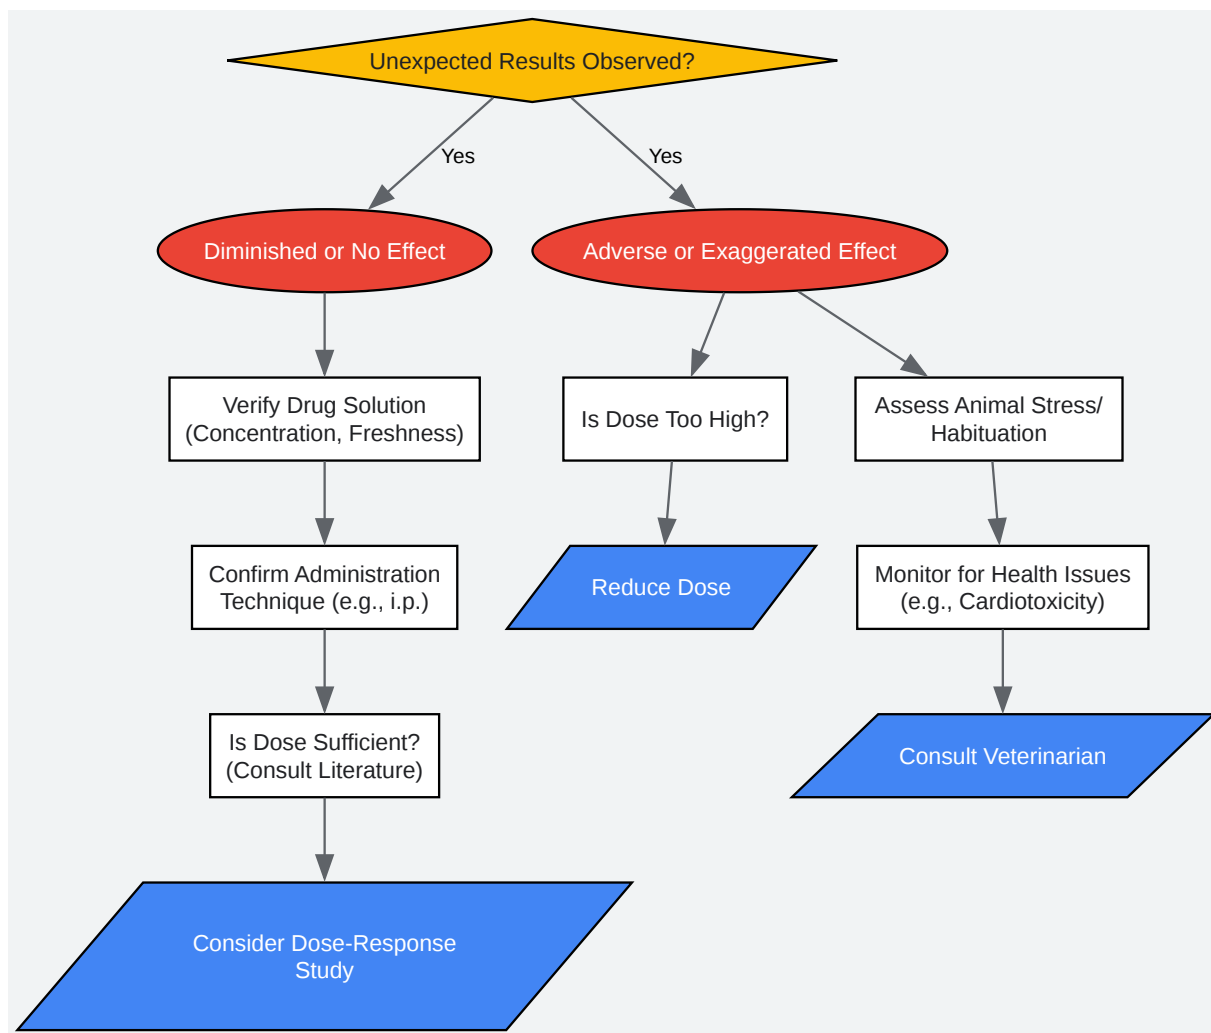 Unexpected Results Observed?
Yes
Yes
Diminished or No Effect
Adverse or Exaggerated Effect
Verify Drug Solution
(Concentration, Freshness)
Is Dose Too High?
Assess Animal Stress/
Habituation
Confirm Administration
Technique (e.g., i.p.)
Reduce Dose
Monitor for Health Issues
(e.g., Cardiotoxicity)
Is Dose Sufficient?
(Consult Literature)
Consult Veterinarian
Consider Dose-Response
Study